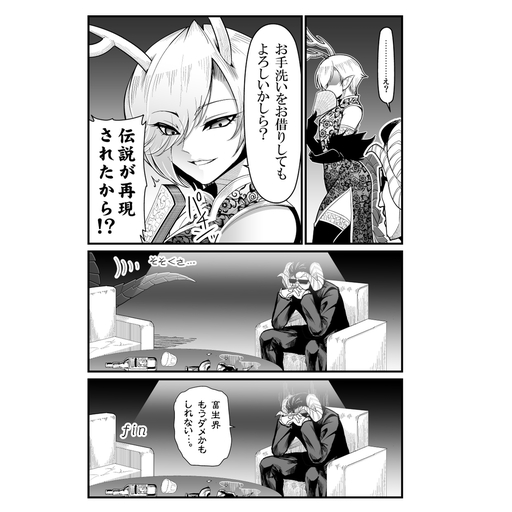 ………え？
お手洗いをお借りしても
よろしいかしら？
伝説が再現
されたから!?
そそくさ…
富生界
もうダメかも
しれない…。
fin